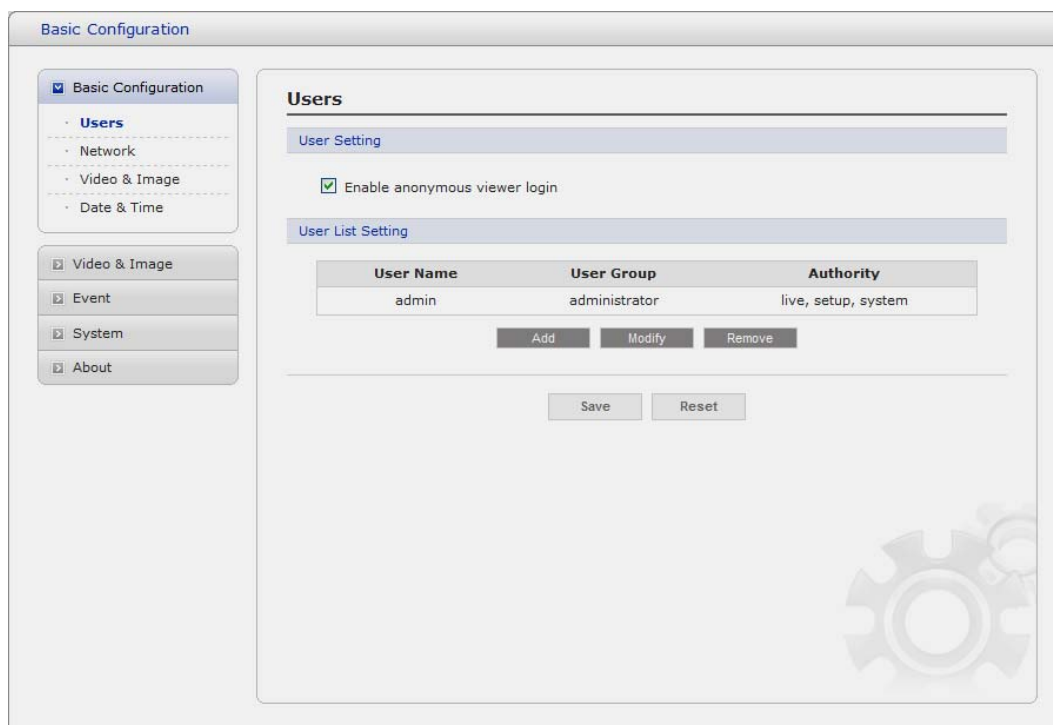 Basic Configuration
Basic Configuration
Users
Network
Video & Image
Date & Time
Video & Image
Event
System
About
Users
User Setting
Enable anonymous viewer login
User List Setting
User Name User Group Authority
admin administrator live, setup, system
Add Modify Remove
Save Reset